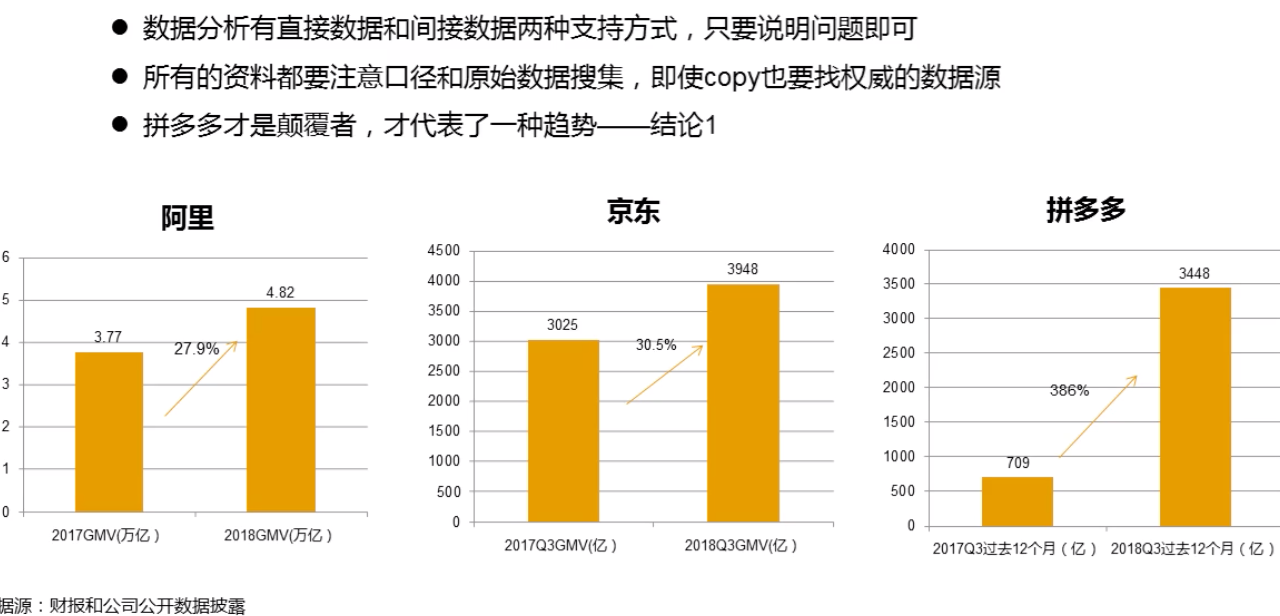 数据分析有直接数据和间接数据两种支持方式，只要说明问题即可
所有的资料都要注意口径和原始数据搜集，即使copy也要找权威的数据源
拼多多才是颠覆者，才代表了一种趋势——结论1
阿里
6
5
4
3
2
1
0
3.77
27.9%
4.82
2017GMV(万亿）
2018GMV(万亿）
京东
4500
4000
3500
3000
2500
2000
1500
1000
500
0
3025
30.5%
3948
2017Q3GMV(亿）
2018Q3GMV(亿）
拼多多
4000
3500
3000
2500
2000
1500
1000
500
0
709
386%
3448
2017Q3过去12个月（亿）
2018Q3过去12个月（亿）
据源：财报和公司公开数据披露